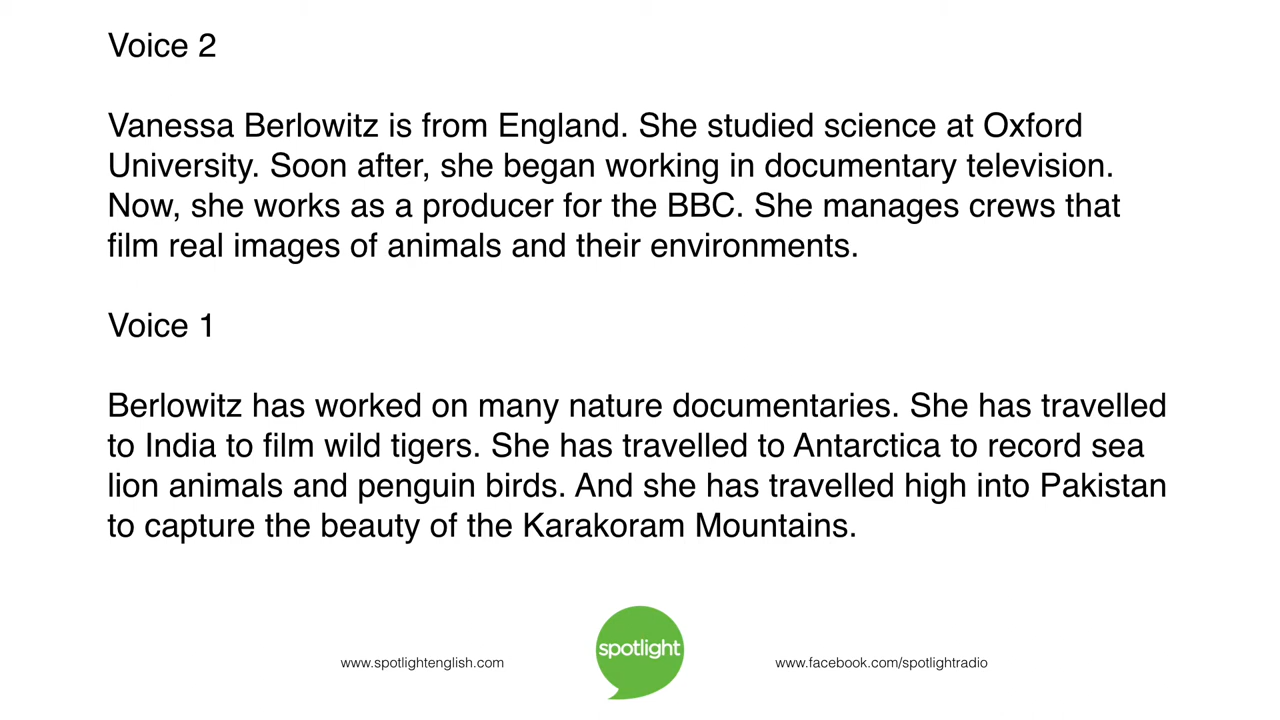 Voice 2
Vanessa Berlowitz is from England. She studied science at Oxford
University. Soon after, she began working in documentary television.
Now, she works as a producer for the BBC. She manages crews that
film real images of animals and their environments.
Voice 1
Berlowitz has worked on many nature documentaries. She has travelled
to India to film wild tigers. She has travelled to Antarctica to record sea
lion animals and penguin birds. And she has travelled high into Pakistan
to capture the beauty of the Karakoram Mountains.
spotlight
www.spotlightenglish.com
www.facebook.com/spotlightradio